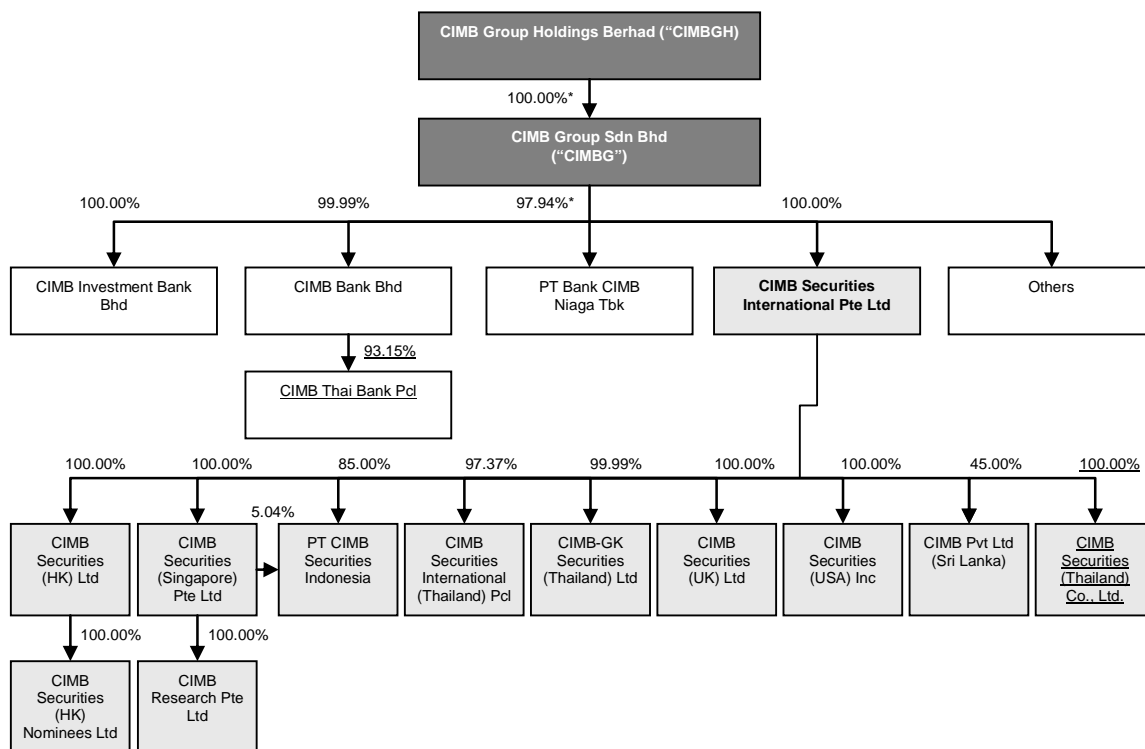 CIMB Group Holdings Berhad (“CIMBGH)
100.00%*
CIMB Group Sdn Bhd
(“CIMBG”)
100.00%
99.99%
97.94%*
100.00%
CIMB Investment Bank
Bhd
CIMB Bank Bhd
PT Bank CIMB
Niaga Tbk
CIMB Securities
International Pte Ltd
Others
93.15%
CIMB Thai Bank Pcl
100.00%
100.00%
85.00%
97.37%
99.99%
100.00%
100.00%
45.00%
100.00%
5.04%
CIMB
Securities
(HK) Ltd
CIMB
Securities
(Singapore)
Pte Ltd
PT CIMB
Securities
Indonesia
CIMB
Securities
International
(Thailand) Pcl
CIMB-GK
Securities
(Thailand) Ltd
CIMB
Securities
(UK) Ltd
CIMB
Securities
(USA) Inc
CIMB Pvt Ltd
(Sri Lanka)
CIMB
Securities
(Thailand)
Co., Ltd.
100.00%
100.00%
CIMB
Securities
(HK)
Nominees Ltd
CIMB
Research Pte
Ltd